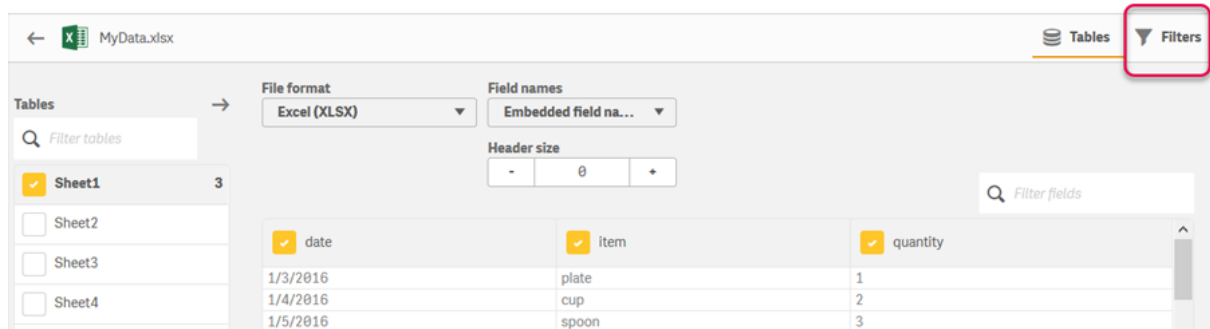 MyData.xlsx
Tables
Filters
Tables
Filter tables
Sheet1 3
Sheet2
Sheet3
Sheet4
File format
Excel (XLSX)
Field names
Embedded field na...
Header size
- 0 +
Filter fields
date item quantity
1/3/2016 plate 1
1/4/2016 cup 2
1/5/2016 spoon 3